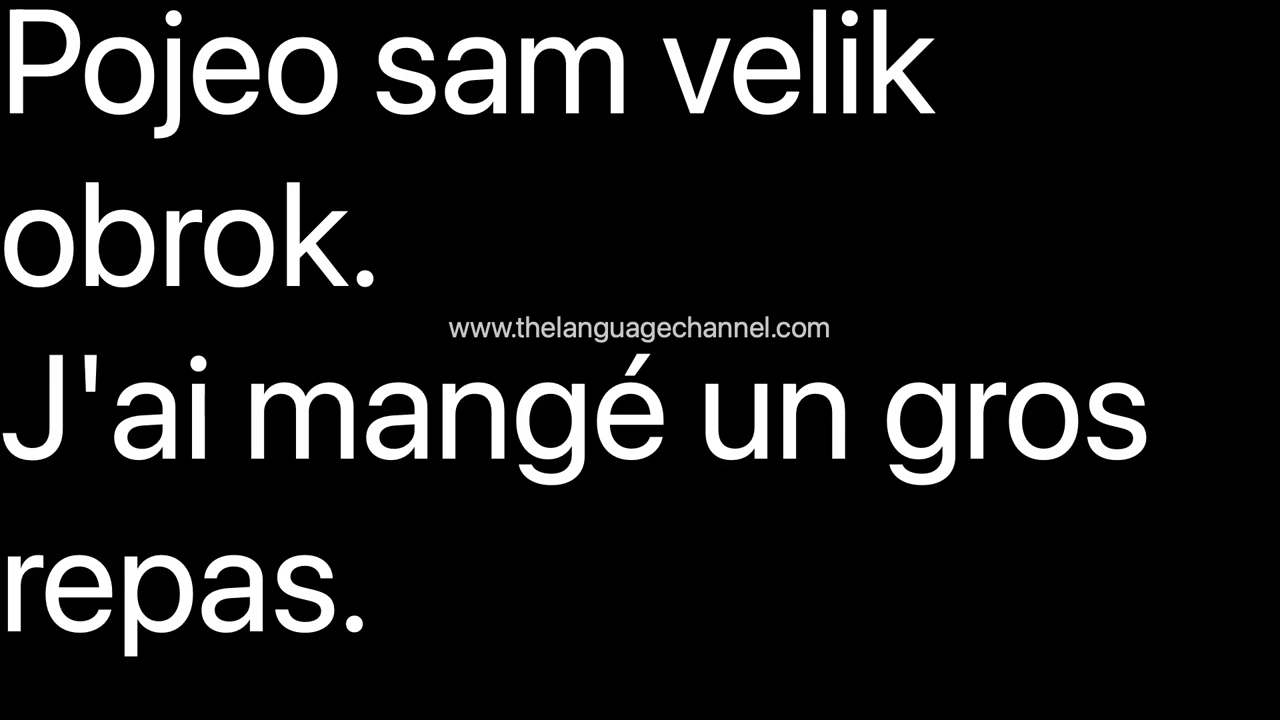 Pojeo sam velik
obrok.
www.thelanguagechannel.com
J'ai mangé un gros
repas.